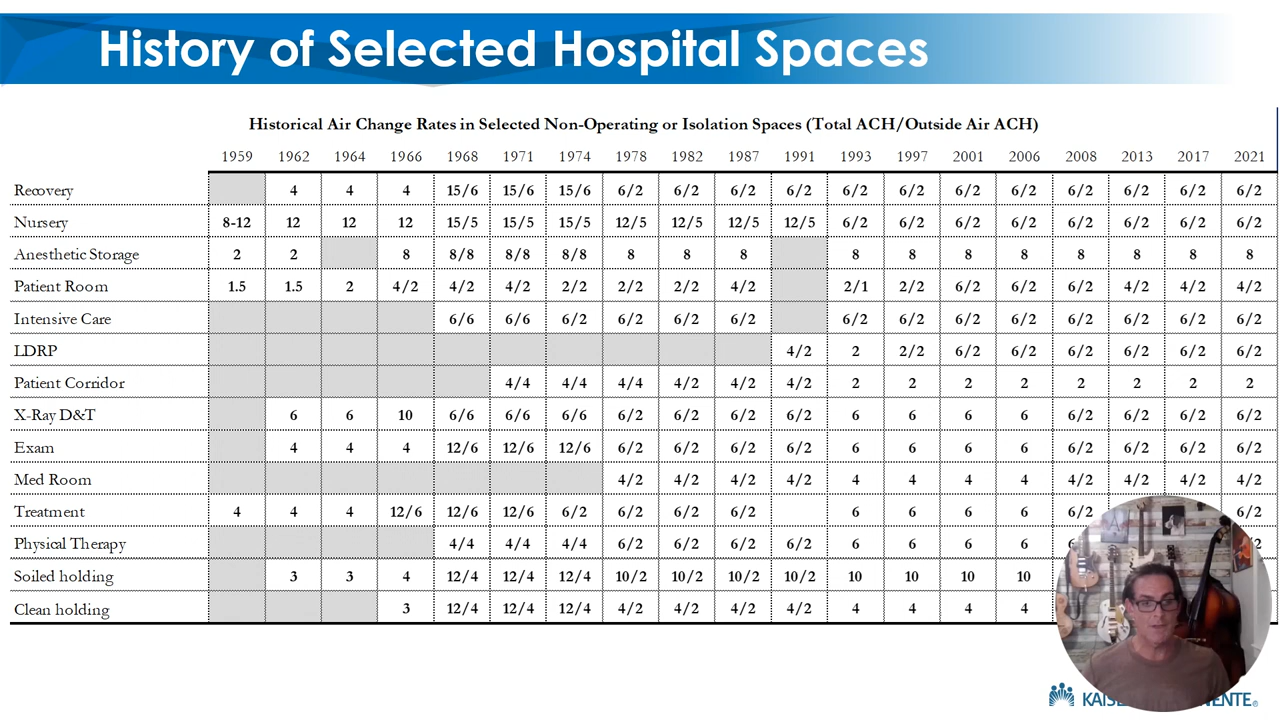 History of Selected Hospital Spaces
Historical Air Change Rates in Selected Non-Operating or Isolation Spaces (Total ACH/Outside Air ACH)
1959 1962 1964 1966 1968 1971 1974 1978 1982 1987 1991 1993 1997 2001 2006 2008 2013 2017 2021
Recovery 4 4 4 15/6 15/6 15/6 6/2 6/2 6/2 6/2 6/2 6/2 6/2 6/2 6/2 6/2 6/2 6/2
Nursery 8-12 12 12 12 15/5 15/5 15/5 12/5 12/5 12/5 12/5 6/2 6/2 6/2 6/2 6/2 6/2 6/2 6/2
Anesthetic Storage 2 2 8 8/8 8/8 8/8 8 8 8 8 8 8 8 8 8 8 8
Patient Room 1.5 1.5 2 4/2 4/2 4/2 2/2 2/2 2/2 4/2 2/1 2/2 6/2 6/2 6/2 4/2 4/2 4/2
Intensive Care 6/6 6/6 6/2 6/2 6/2 6/2 6/2 6/2 6/2 6/2 6/2 6/2 6/2 6/2
LDRP 4/2 2 2/2 6/2 6/2 6/2 6/2 6/2 6/2
Patient Corridor 4/4 4/4 4/4 4/2 4/2 4/2 2 2 2 2 2 2 2 2
X-Ray D&T 6 6 10 6/6 6/6 6/6 6/2 6/2 6/2 6/2 6 6 6 6 6/2 6/2 6/2 6/2
Exam 4 4 4 12/6 12/6 12/6 6/2 6/2 6/2 6/2 6 6 6 6 6/2 6/2 6/2 6/2
Med Room 4/2 4/2 4/2 4/2 4 4 4 4 4/2 4/2 4/2 4/2
Treatment 4 4 4 12/6 12/6 12/6 6/2 6/2 6/2 6/2 6 6 6 6 6/2 6/2
Physical Therapy 4/4 4/4 4/4 6/2 6/2 6/2 6/2 6 6 6 6
Soiled holding 3 3 4 12/4 12/4 12/4 10/2 10/2 10/2 10/2 10 10 10 10
Clean holding 3 12/4 12/4 12/4 4/2 4/2 4/2 4/2 4 4 4 4